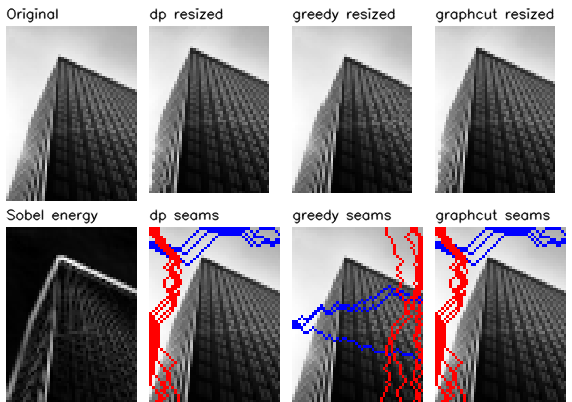 Original
dp resized
greedy resized
graphcut resized
Sobel energy
dp seams
greedy seams
graphcut seams